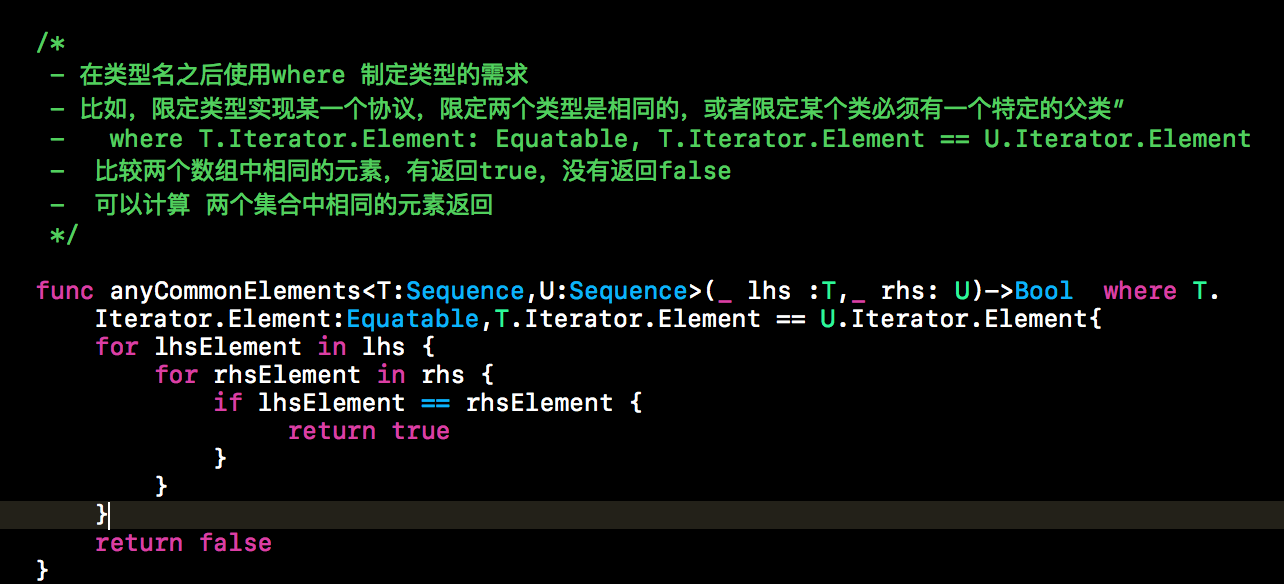 /*
 - 在类型名之后使用where 制定类型的需求
 - 比如，限定类型实现某一个协议，限定两个类型是相同的，或者限定某个类必须有一个特定的父类”
 -   where T.Iterator.Element: Equatable, T.Iterator.Element == U.Iterator.Element
 -  比较两个数组中相同的元素，有返回true，没有返回false
 -  可以计算 两个集合中相同的元素返回
 */
func anyCommonElements<T:Sequence,U:Sequence>(_ lhs :T,_ rhs: U)->Bool  where T.
    Iterator.Element:Equatable,T.Iterator.Element == U.Iterator.Element{
    for lhsElement in lhs {
        for rhsElement in rhs {
            if lhsElement == rhsElement {
                 return true
            }
        }
    }
    return false
}